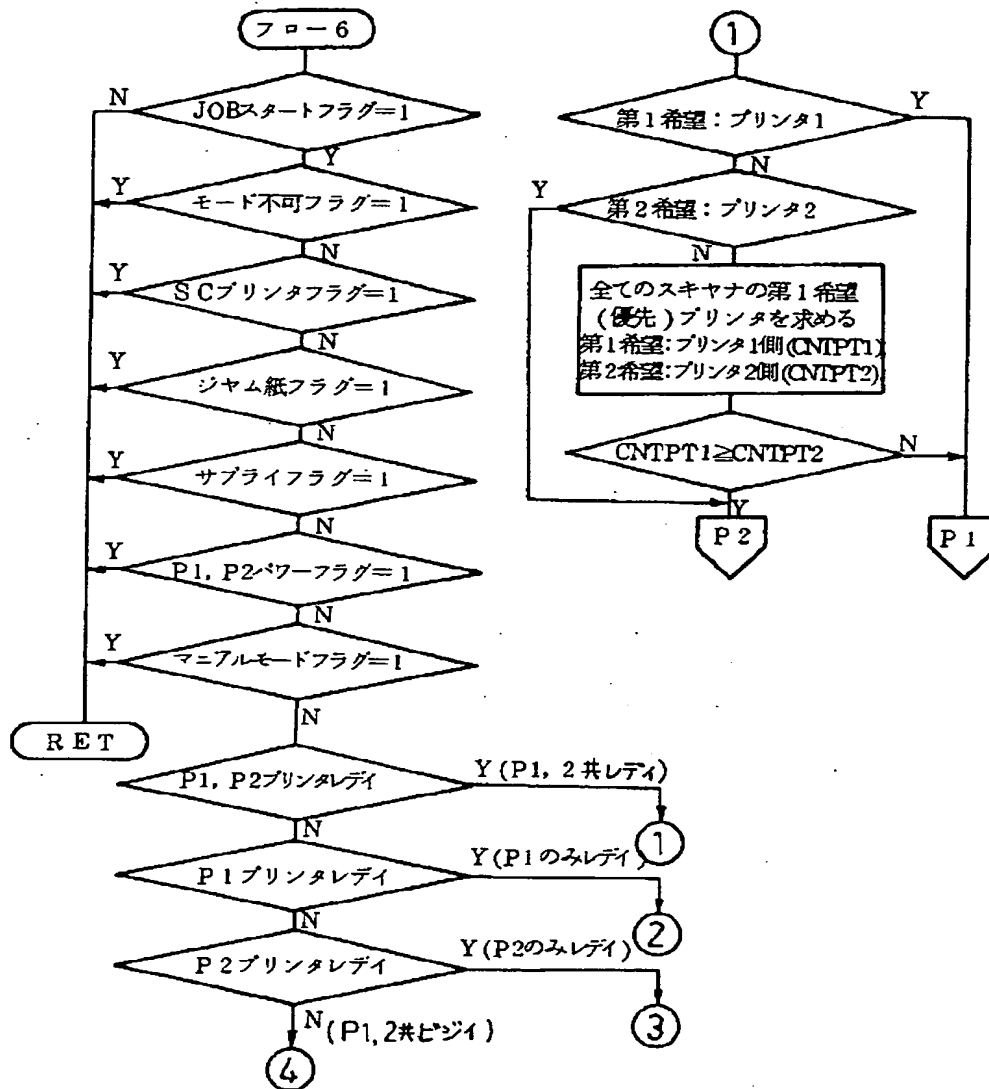 フロー6
N
JOBスタートフラグ=1
Y
Y
モード不可フラグ=1
N
Y
SCプリンタフラグ=1
N
Y
ジャム紙フラグ=1
N
Y
サプライフラグ=1
N
Y
P1, P2パワーフラグ=1
N
Y
マニアルモードフラグ=1
N
RET
P1, P2プリンタレディ
Y(P1, 2共レディ)
1
N
P1プリンタレディ
Y(P1のみレディ)
2
N
P2プリンタレディ
Y(P2のみレディ)
3
N
(P1, 2共ビジイ)
4
1
第1希望:プリンタ1
Y
N
Y
第2希望:プリンタ2
N
全てのスキャナの第1希望
(優先)プリンタを求める
第1希望:プリンタ1側(CNTPT1)
第2希望:プリンタ2側(CNTPT2)
CNTPT1≧CNTPT2
N
Y
P2
P1